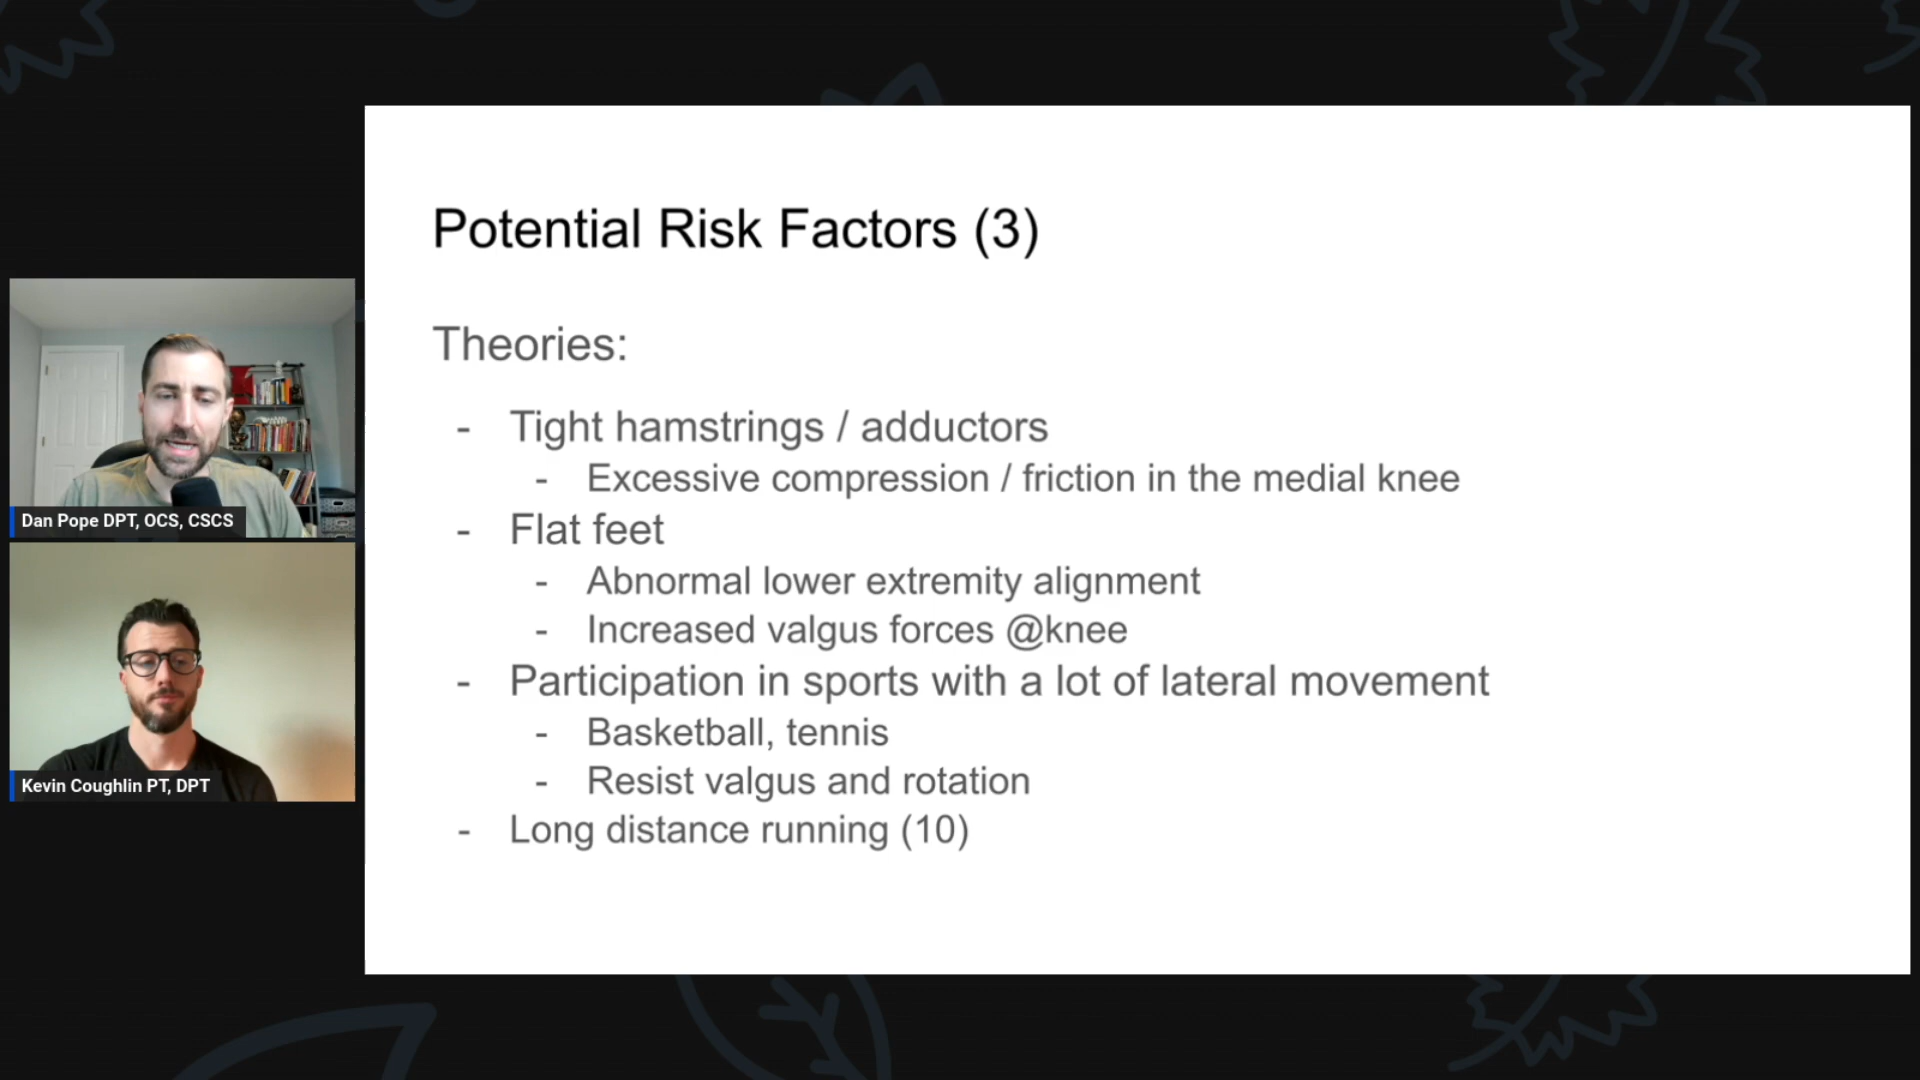 Potential Risk Factors (3)
Theories:
- Tight hamstrings / adductors
- Excessive compression / friction in the medial knee
- Flat feet
- Abnormal lower extremity alignment
- Increased valgus forces @knee
- Participation in sports with a lot of lateral movement
- Basketball, tennis
- Resist valgus and rotation
- Long distance running (10)
Dan Pope DPT, OCS, CSCS
Kevin Coughlin PT, DPT